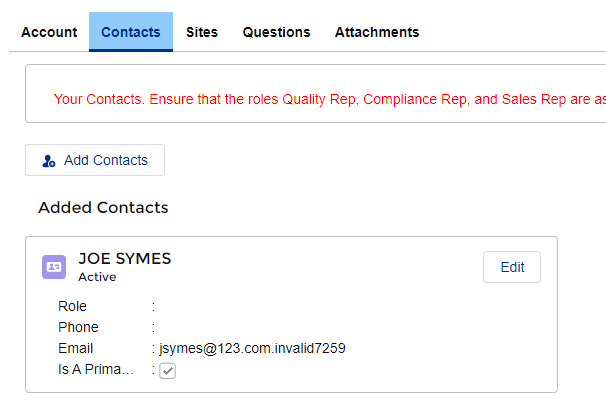 Account Contacts Sites Questions Attachments
Your Contacts. Ensure that the roles Quality Rep, Compliance Rep, and Sales Rep are as
Add Contacts
Added Contacts
JOE SYMES
Edit
Active
Role :
Phone :
Email : jsymes@123.com.invalid7259
Is A Prima... :